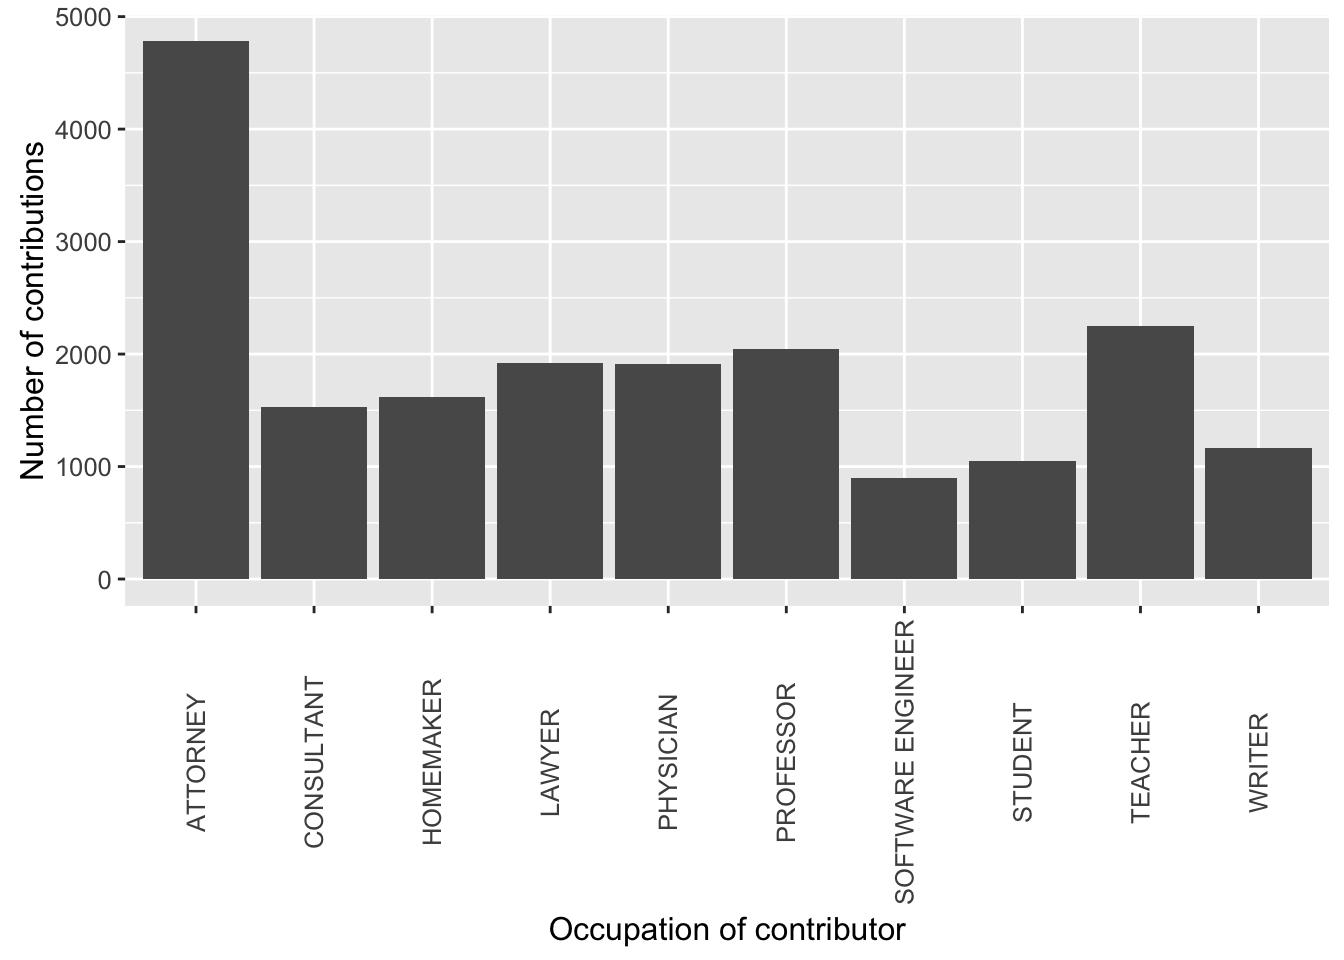 Number of contributions
5000
4000
3000
2000
1000
0
ATTORNEY
CONSULTANT
HOMEMAKER
LAWYER
PHYSICIAN
PROFESSOR
SOFTWARE ENGINEER
STUDENT
TEACHER
WRITER
Occupation of contributor